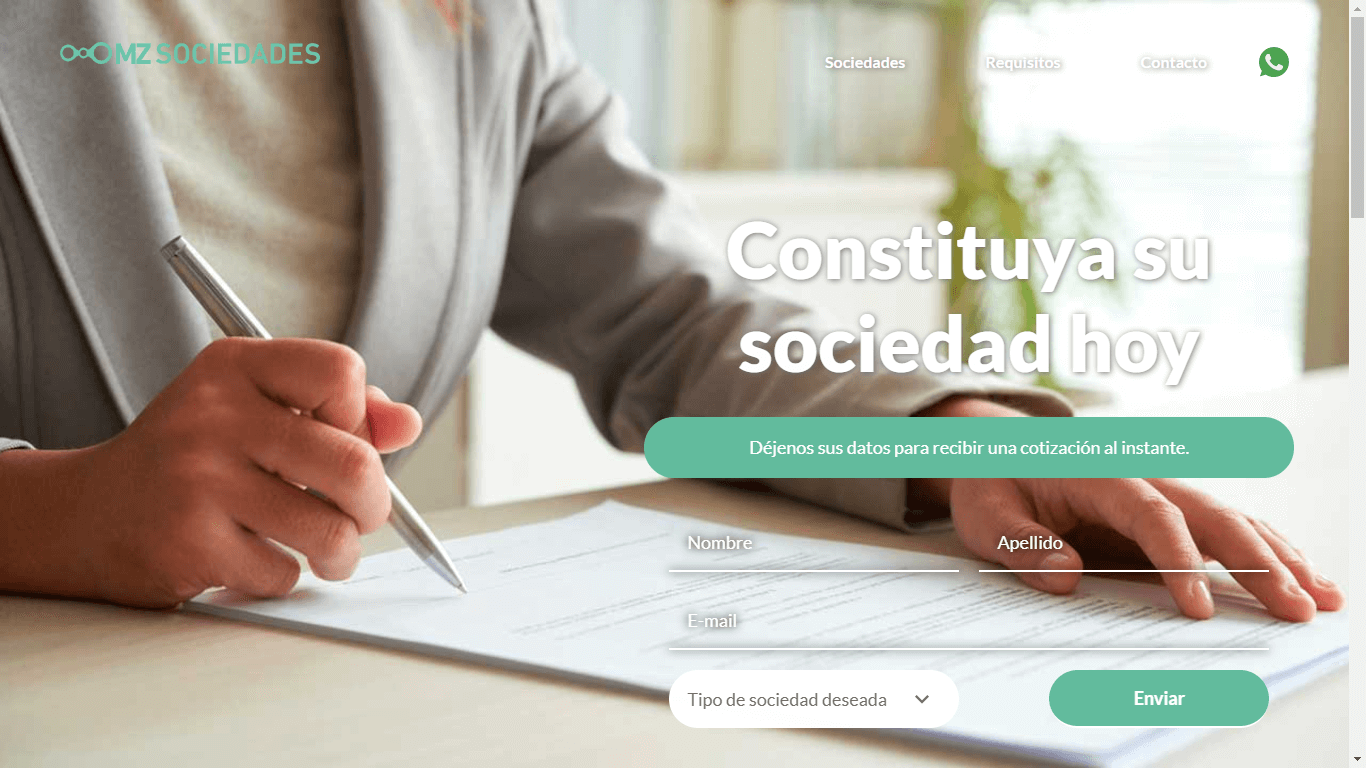 MZ SOCIEDADES
Sociedades
Requisitos
Contacto
Constituya su
sociedad hoy
Déjenos sus datos para recibir una cotización al instante.
Nombre
Apellido
E-mail
Tipo de sociedad deseada
Enviar